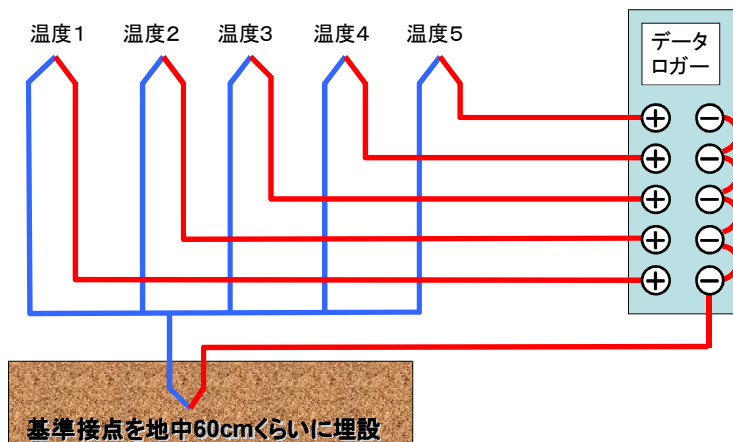 温度1 温度2 温度3 温度4 温度5
データ
ロガー
+ −
+ −
+ −
+ −
+ −
基準接点を地中60cmくらいに埋設